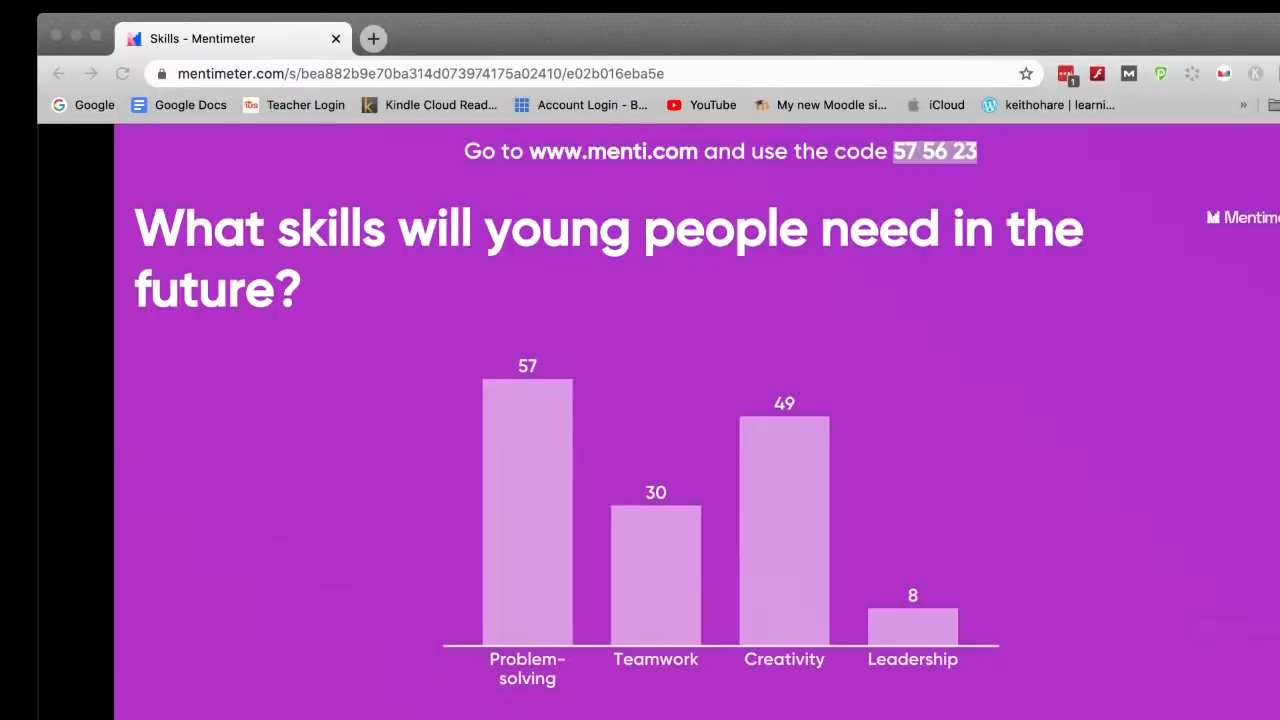 Skills - Mentimeter
mentimeter.com/s/bea882b9e70ba314d073974175a02410/e02b016eba5e
1
Google Google Docs Teacher Login Kindle Cloud Read... Account Login - B... YouTube My new Moodle si... iCloud keithohare | learni... »
Go to www.menti.com and use the code 57 56 23
What skills will young people need in the
future?
Mentime
57
49
30
8
Problem-
solving
Teamwork
Creativity
Leadership